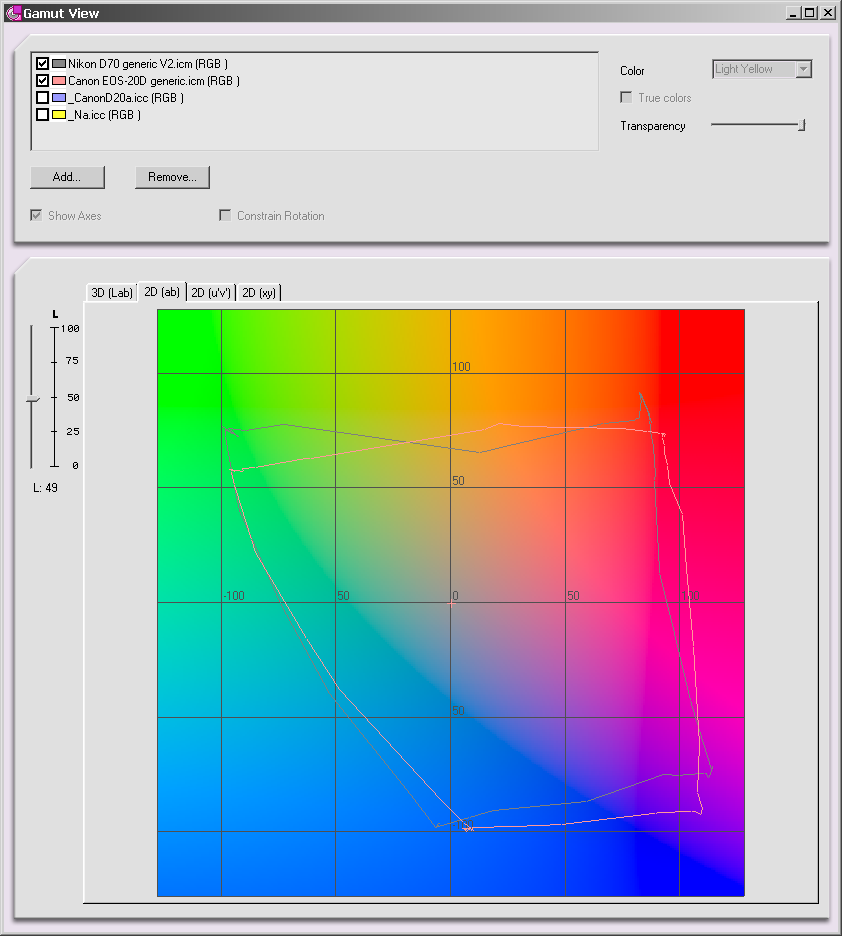 Gamut View
Nikon D70 generic V2.icm (RGB )
Canon EOS-20D generic.icm (RGB )
_CanonD20a.icc (RGB )
_Na.icc (RGB )
Color Light Yellow
True colors
Transparency
Add... Remove...
Show Axes Constrain Rotation
3D (Lab) 2D (ab) 2D (u'v') 2D (xy)
L
100
75
50
25
0
L: 49
100
50
-100 50 0 50 100
50